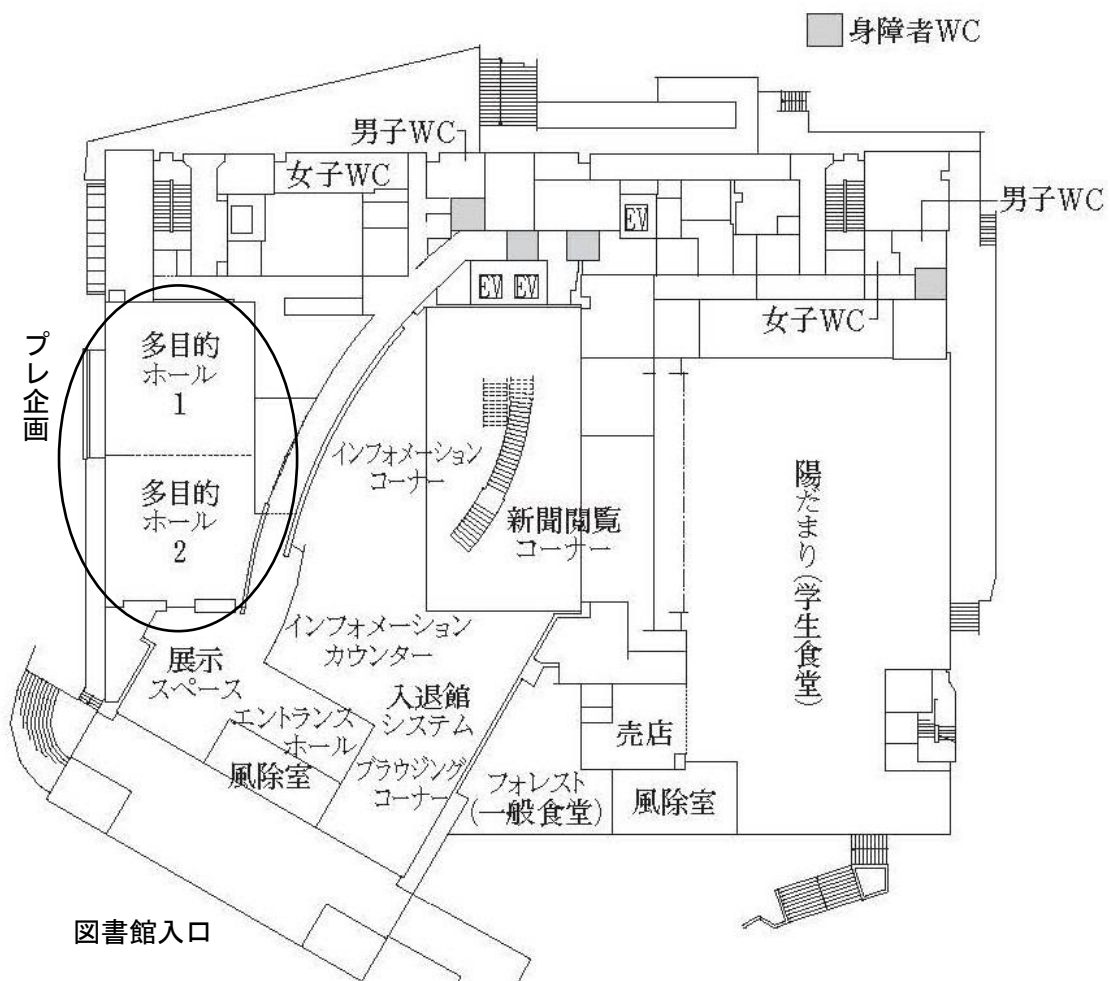 身障者WC
男子WC
女子WC
EV
男子WC
EV EV
女子WC
プレ企画
多目的
ホール
1
インフォメーション
コーナー
陽だまり(学生食堂)
多目的
ホール
2
新聞閲覧
コーナー
インフォメーション
カウンター
展示
スペース
入退館
システム
エントランス
ホール
売店
風除室
ブラウジング
コーナー
フォレスト
(一般食堂)
風除室
図書館入口